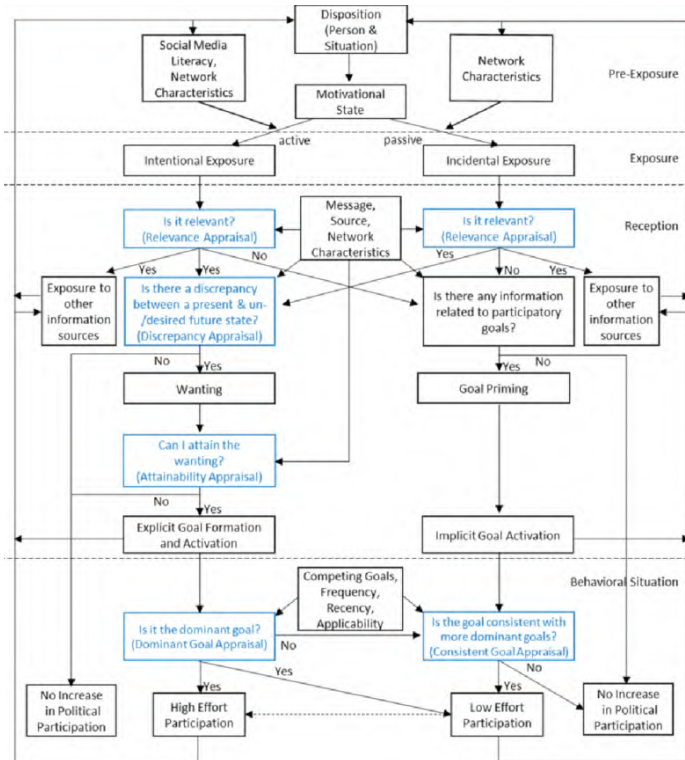 Disposition
(Person &
Situation)
Social Media
Literacy,
Network
Characteristics
Network
Characteristics
Pre-Exposure
Motivational
State
active
passive
Intentional Exposure
Incidental Exposure
Exposure
Message,
Source,
Network
Characteristics
Is it relevant?
(Relevance Appraisal)
Is it relevant?
(Relevance Appraisal)
Reception
Yes
Yes
No
Yes
No
Yes
Exposure to
other
information
sources
Is there a discrepancy
between a present & un-
/desired future state?
(Discrepancy Appraisal)
Is there any information
related to participatory
goals?
Exposure to
other
information
sources
No
Yes
Yes
No
Wanting
Goal Priming
Can I attain the
wanting?
(Attainability Appraisal)
No
Yes
Explicit Goal Formation
and Activation
Implicit Goal Activation
Behavioral Situation
Competing Goals,
Frequency,
Recency,
Applicability
Is it the dominant goal?
(Dominant Goal Appraisal)
No
Is the goal consistent with
more dominant goals?
(Consistent Goal Appraisal)
Yes
Yes
Yes
No
No Increase
in Political
Participation
High Effort
Participation
Low Effort
Participation
No Increase
in Political
Participation